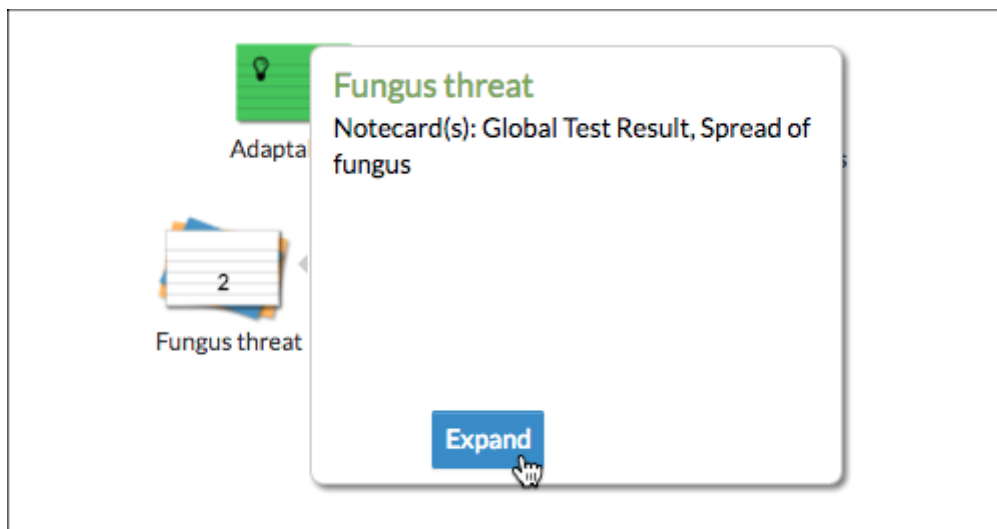 Adapta
Fungus threat
Notecard(s): Global Test Result, Spread of
fungus
2
Fungus threat
Expand